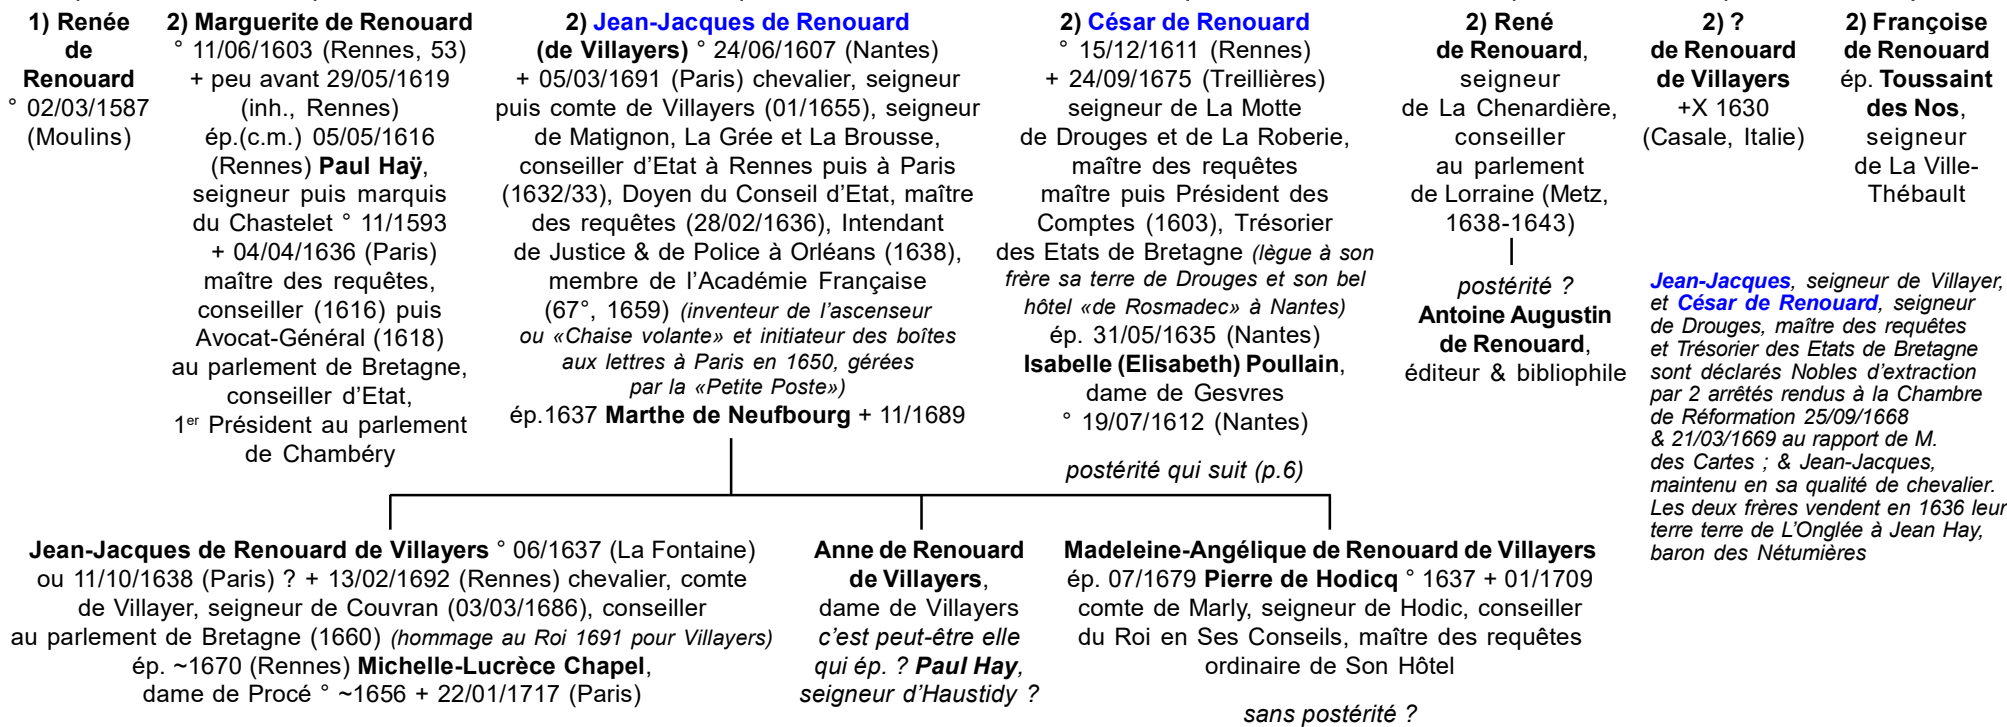 1) Renée
de
Renouard
° 02/03/1587
(Moulins)
2) Marguerite de Renouard
° 11/06/1603 (Rennes, 53)
+ peu avant 29/05/1619
(inh., Rennes)
ép.(c.m.) 05/05/1616
(Rennes) Paul Haÿ,
seigneur puis marquis
du Chastelet ° 11/1593
+ 04/04/1636 (Paris)
maître des requêtes,
conseiller (1616) puis
Avocat-Général (1618)
au parlement de Bretagne,
conseiller d’Etat,
1er Président au parlement
de Chambéry
2) Jean-Jacques de Renouard
(de Villayers) ° 24/06/1607 (Nantes)
+ 05/03/1691 (Paris) chevalier, seigneur
puis comte de Villayers (01/1655), seigneur
de Matignon, La Grée et La Brousse,
conseiller d’Etat à Rennes puis à Paris
(1632/33), Doyen du Conseil d’Etat, maître
des requêtes (28/02/1636), Intendant
de Justice & de Police à Orléans (1638),
membre de l’Académie Française
(67°, 1659) (inventeur de l’ascenseur
ou «Chaise volante» et initiateur des boîtes
aux lettres à Paris en 1650, gérées
par la «Petite Poste»)
ép.1637 Marthe de Neufbourg + 11/1689
2) César de Renouard
° 15/12/1611 (Rennes)
+ 24/09/1675 (Treillières)
seigneur de La Motte
de Drouges et de La Roberie,
maître des requêtes
maître puis Président des
Comptes (1603), Trésorier
des Etats de Bretagne (lègue à son
frère sa terre de Drouges et son bel
hôtel «de Rosmadec» à Nantes)
ép. 31/05/1635 (Nantes)
Isabelle (Elisabeth) Poullain,
dame de Gesvres
° 19/07/1612 (Nantes)
postérité qui suit (p.6)
2) René
de Renouard,
seigneur
de La Chenardière,
conseiller
au parlement
de Lorraine (Metz,
1638-1643)
postérité ?
Antoine Augustin
de Renouard,
éditeur & bibliophile
2) ?
de Renouard
de Villayers
+X 1630
(Casale, Italie)
2) Françoise
de Renouard
ép. Toussaint
des Nos,
seigneur
de La Ville-
Thébault
Jean-Jacques, seigneur de Villayer,
et César de Renouard, seigneur
de Drouges, maître des requêtes
et Trésorier des Etats de Bretagne
sont déclarés Nobles d’extraction
par 2 arrêtés rendus à la Chambre
de Réformation 25/09/1668
& 21/03/1669 au rapport de M.
des Cartes ; & Jean-Jacques,
maintenu en sa qualité de chevalier.
Les deux frères vendent en 1636 leur
terre terre de L’Onglée à Jean Hay,
baron des Nétumières
Jean-Jacques de Renouard de Villayers ° 06/1637 (La Fontaine)
ou 11/10/1638 (Paris) ? + 13/02/1692 (Rennes) chevalier, comte
de Villayer, seigneur de Couvran (03/03/1686), conseiller
au parlement de Bretagne (1660) (hommage au Roi 1691 pour Villayers)
ép. ~1670 (Rennes) Michelle-Lucrèce Chapel,
dame de Procé ° ~1656 + 22/01/1717 (Paris)
Anne de Renouard
de Villayers,
dame de Villayers
c’est peut-être elle
qui ép. ? Paul Hay,
seigneur d’Haustidy ?
Madeleine-Angélique de Renouard de Villayers
ép. 07/1679 Pierre de Hodicq ° 1637 + 01/1709
comte de Marly, seigneur de Hodic, conseiller
du Roi en Ses Conseils, maître des requêtes
ordinaire de Son Hôtel
sans postérité ?